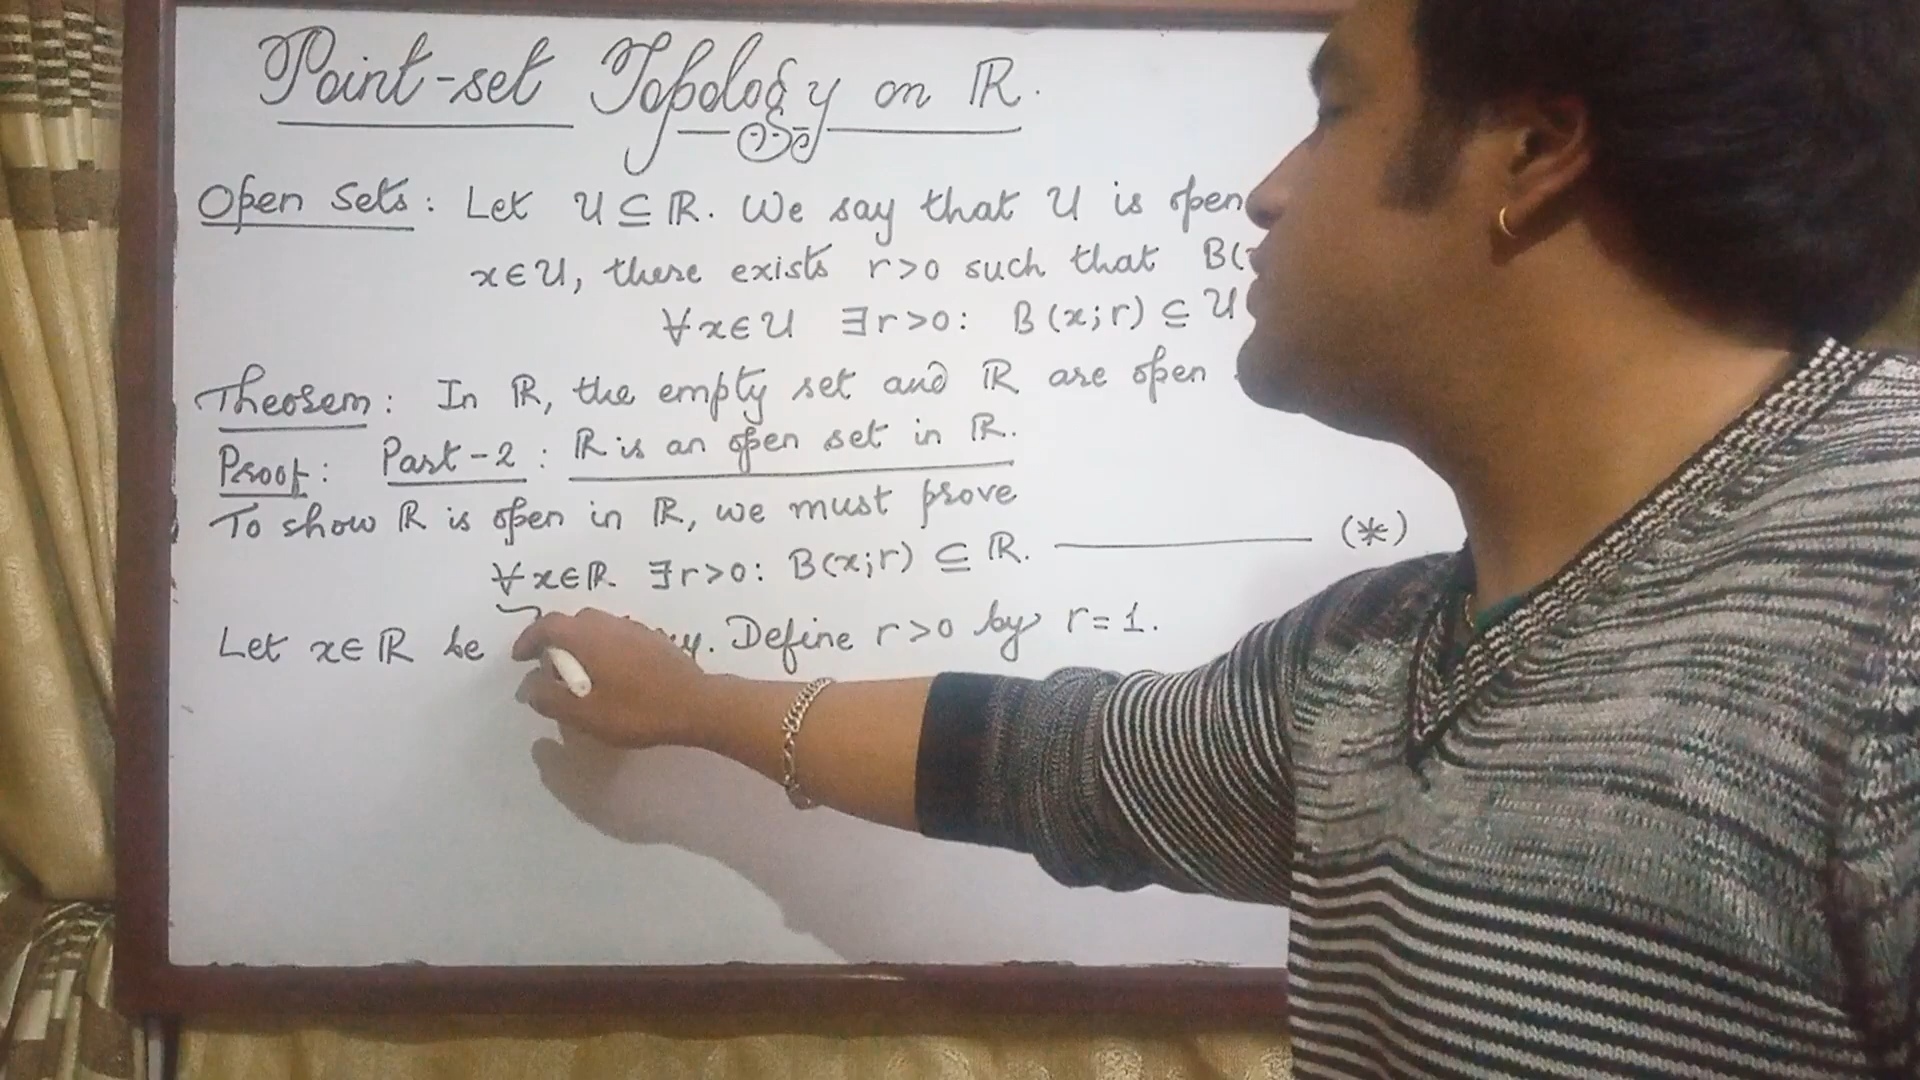 Point-set Topology on ℝ.
Open Sets: Let U ⊆ ℝ. We say that U is open
x∈U, there exists r>0 such that B(
∀x∈U ∃r>0: B(x;r) ⊆ U
Theorem: In ℝ, the empty set and ℝ are open
Proof: Part-2: ℝ is an open set in ℝ.
To show ℝ is open in ℝ, we must prove
∀x∈ℝ ∃r>0: B(x;r) ⊆ ℝ. (*)
Let x∈ℝ be y. Define r>0 by r=1.